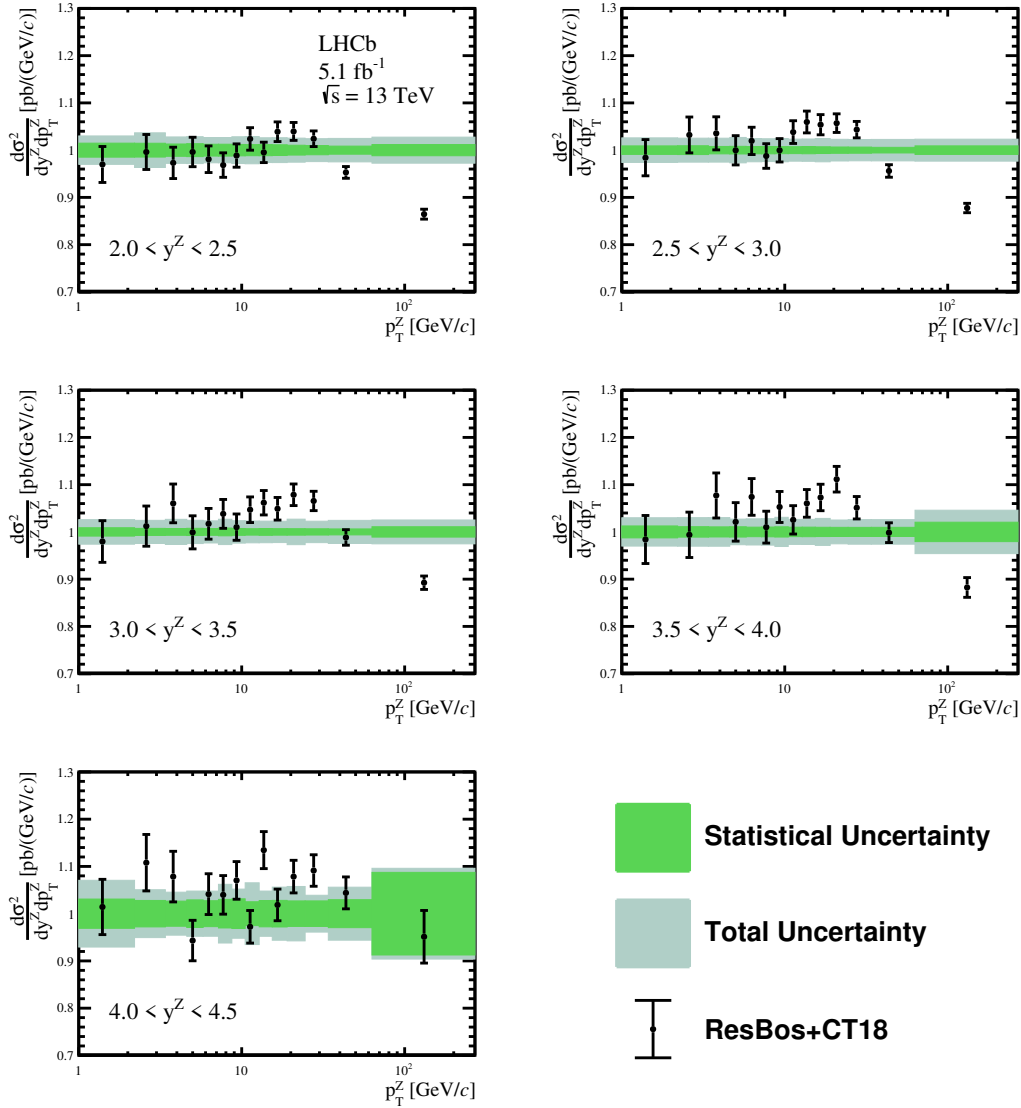 dσ²
dy^Z dp_T^Z [pb/(GeV/c)]
1.3
1.2
1.1
1
0.9
0.8
0.7
LHCb
5.1 fb⁻¹
√s = 13 TeV
2.0 < y^Z < 2.5
1 10 10²
p_T^Z [GeV/c]
dσ²
dy^Z dp_T^Z [pb/(GeV/c)]
1.3
1.2
1.1
1
0.9
0.8
0.7
2.5 < y^Z < 3.0
1 10 10²
p_T^Z [GeV/c]
dσ²
dy^Z dp_T^Z [pb/(GeV/c)]
1.3
1.2
1.1
1
0.9
0.8
0.7
3.0 < y^Z < 3.5
1 10 10²
p_T^Z [GeV/c]
dσ²
dy^Z dp_T^Z [pb/(GeV/c)]
1.3
1.2
1.1
1
0.9
0.8
0.7
3.5 < y^Z < 4.0
1 10 10²
p_T^Z [GeV/c]
dσ²
dy^Z dp_T^Z [pb/(GeV/c)]
1.3
1.2
1.1
1
0.9
0.8
0.7
4.0 < y^Z < 4.5
1 10 10²
p_T^Z [GeV/c]
Statistical Uncertainty
Total Uncertainty
ResBos+CT18